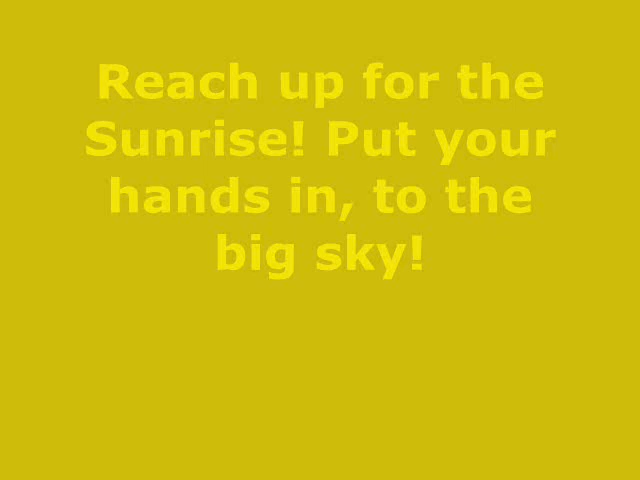 Reach up for the
Sunrise! Put your
hands in, to the
big sky!